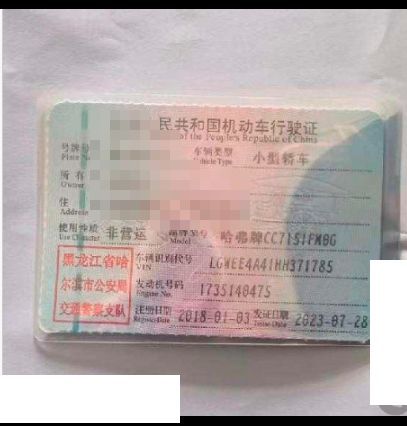 民共和国机动车行驶证
of the People's Republic of China
号牌号
Plate No
车辆类型 小型轿车
Vehicle Type
所有
Owner
住
Address
使用性质 非营运 品牌型号 哈弗牌CC7151FM0G
Use Character Model
车辆识别代号 LGWEE4A41HH371785
VIN
发动机号码 1735140475
Engine No.
注册日期 2018-01-03 发证日期 2023-07-28
Register Date Issue Date
黑龙江省哈
尔滨市公安局
交通警察支队